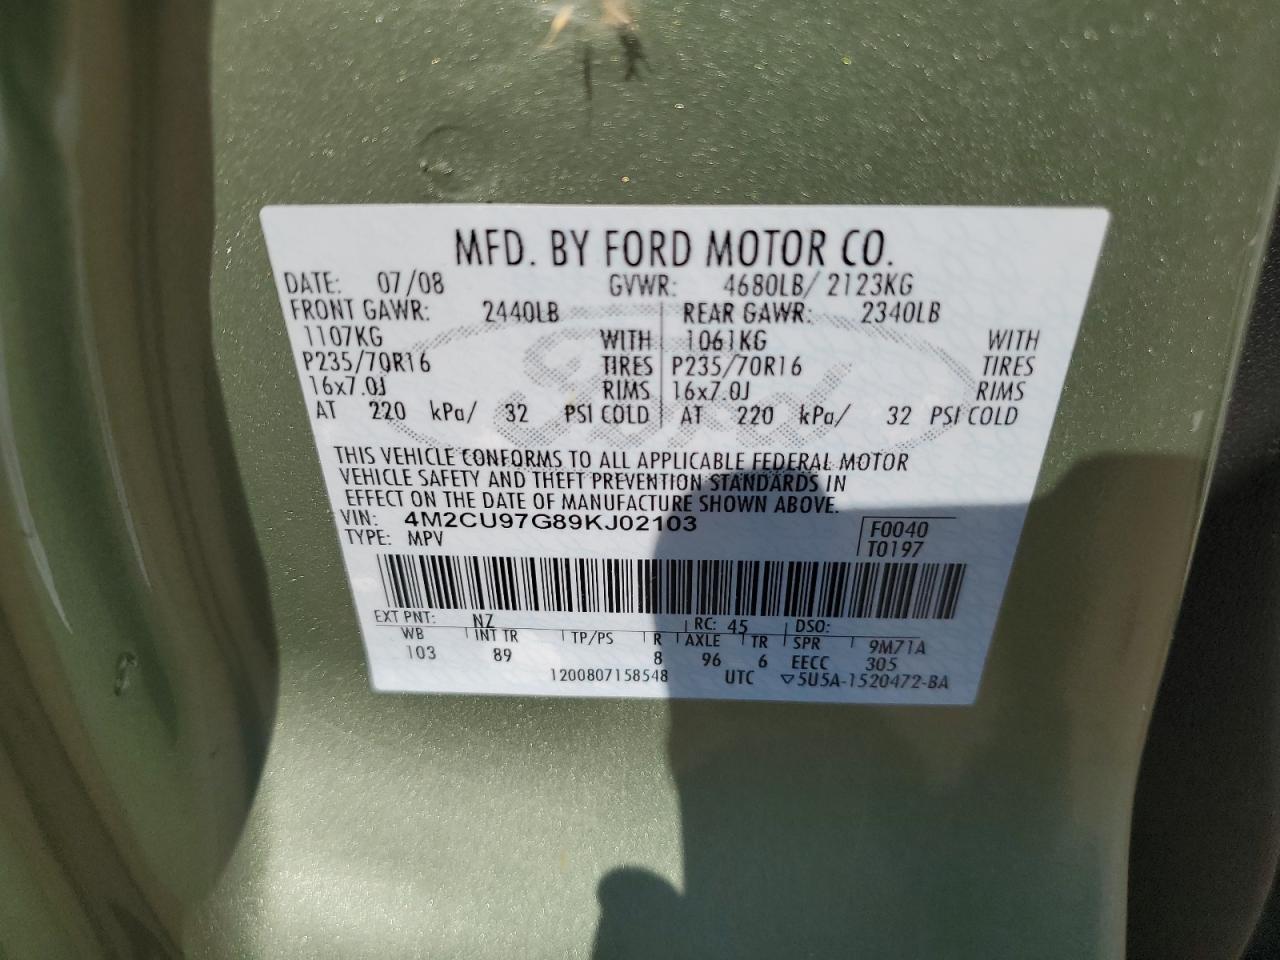 MFD. BY FORD MOTOR CO.
DATE: 07/08 GVWR: 4680LB/ 2123KG
FRONT GAWR: 2440LB REAR GAWR: 2340LB
1107KG WITH 1061KG WITH
P235/70R16 TIRES P235/70R16 TIRES
16x7.0J RIMS 16x7.0J RIMS
AT 220 kPa/ 32 PSI COLD AT 220 kPa/ 32 PSI COLD
Ford
THIS VEHICLE CONFORMS TO ALL APPLICABLE FEDERAL MOTOR
VEHICLE SAFETY AND THEFT PREVENTION STANDARDS IN
EFFECT ON THE DATE OF MANUFACTURE SHOWN ABOVE.
VIN: 4M2CU97G89KJ02103 F0040
TYPE: MPV T0197
EXT PNT: NZ RC: 45 DSO:
WB INT TR TP/PS R AXLE TR SPR 9M71A
103 89 8 96 6 EECC 305
1200807158548 UTC ▽5U5A-1520472-BA